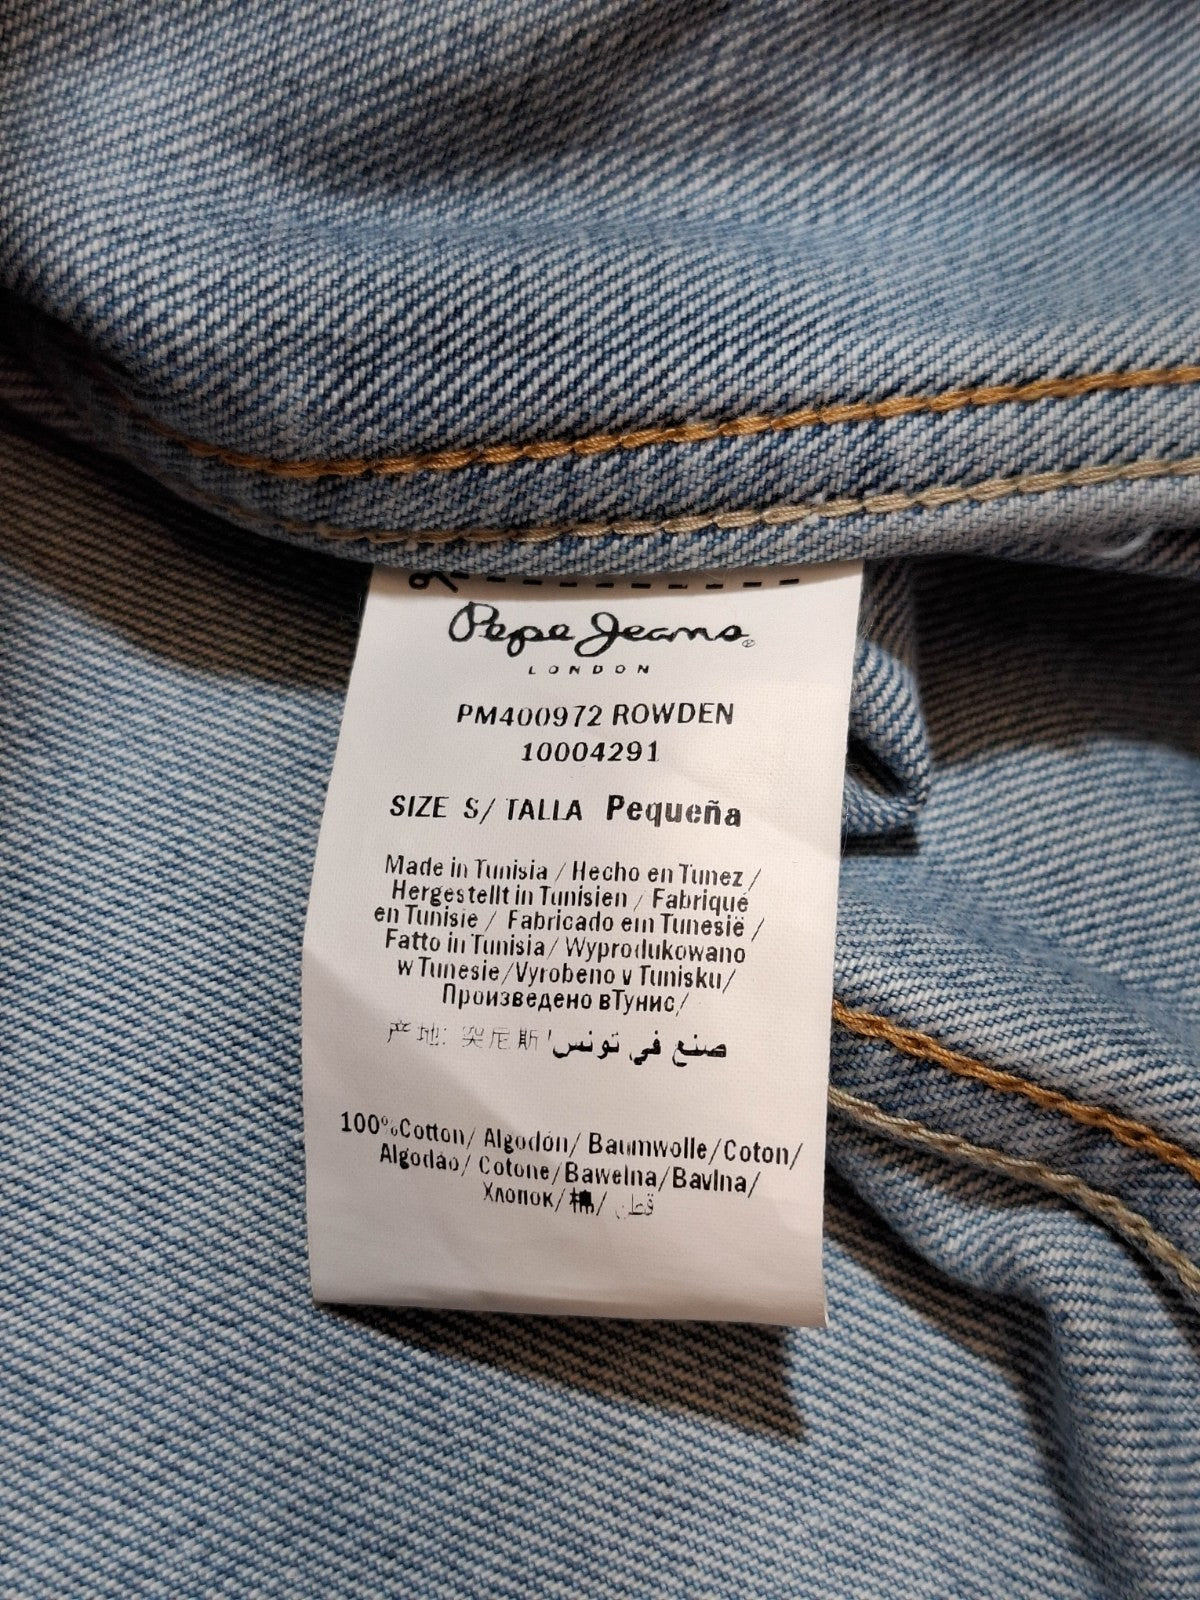 Pepe Jeans®
LONDON
PM400972 ROWDEN
10004291
SIZE S/ TALLA Pequeña
Made in Tunisia / Hecho en Tunez /
Hergestellt in Tunisien / Fabriqué
en Tunisie / Fabricado em Tunesië /
Fatto in Tunisia / Wyprodukowano
w Tunesie / Vyrobeno v Tunisku/
Произведено вТунис/
产地: 突尼斯 / صنع في تونس
100%Cotton/ Algodón/ Baumwolle/Coton/
Algodão/ Cotone/Bawełna/Bavlna/
Хлопок/棉/ قطن